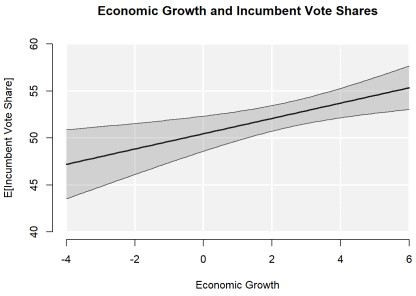 Economic Growth and Incumbent Vote Shares
E[Incumbent Vote Share]
60
55
50
45
40
-4 -2 0 2 4 6
Economic Growth